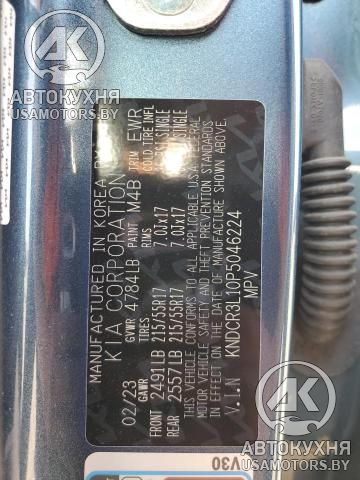 MANUFACTURED IN KOREA BY
KIA CORPORATION
02/23 GVWR 4784LB PAINT M4B TRIM EWR
GAWR TIRES RIMS COLD TIRE INFL
FRONT 2491LB 215/55R17 7.0Jx17 SINGLE
REAR 2557LB 215/55R17 7.0Jx17 SINGLE
THIS VEHICLE CONFORMS TO ALL APPLICABLE U.S.A. FEDERAL
MOTOR VEHICLE SAFETY AND BUMPER STANDARDS
IN EFFECT ON THE DATE OF MANUFACTURE SHOWN ABOVE.
V.I.N KNDCR3L10P5046224
MPV
V30
АК
АВТОКУХНЯ
USAMOTORS.BY
АК
АВТОКУХНЯ
USAMOTORS.BY